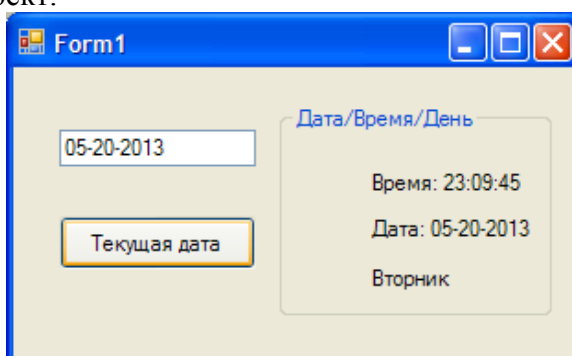 Form1
05-20-2013
Текущая дата
Дата/Время/День
Время: 23:09:45
Дата: 05-20-2013
Вторник